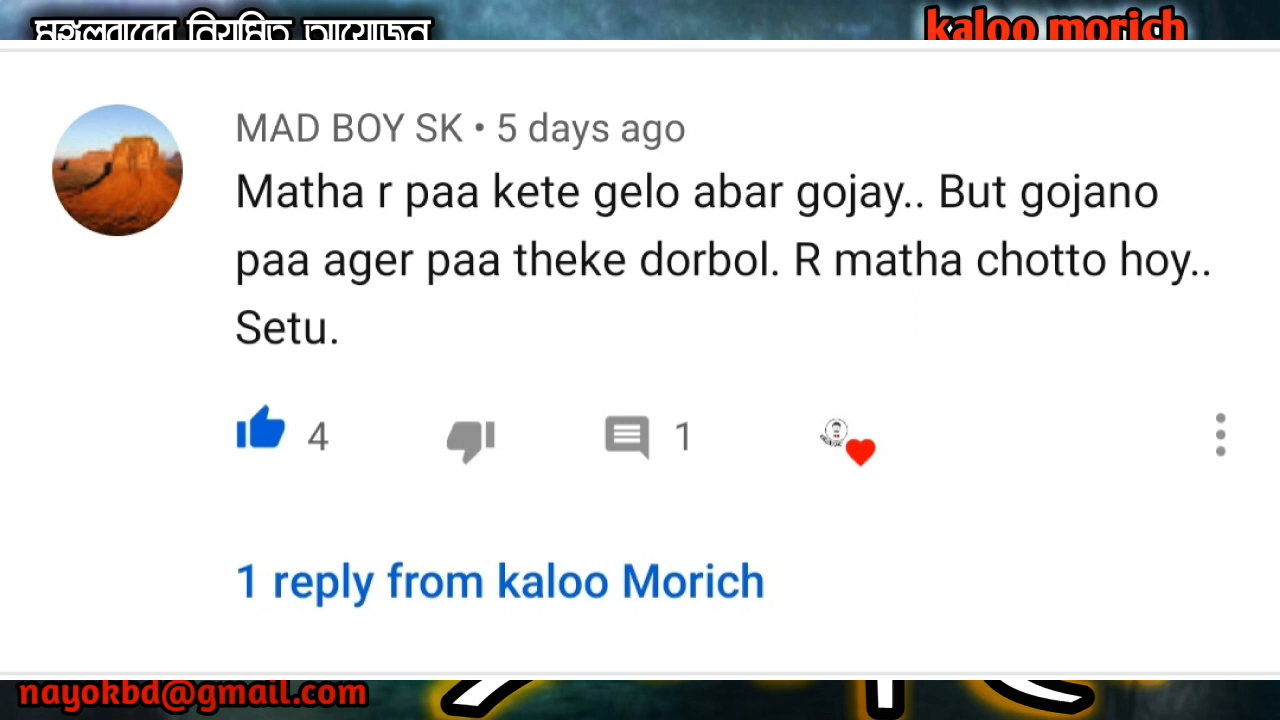 মঙ্গলবারের নিয়মিত আয়োজন
kaloo morich
MAD BOY SK • 5 days ago
Matha r paa kete gelo abar gojay.. But gojano
paa ager paa theke dorbol. R matha chotto hoy..
Setu.
4
1
1 reply from kaloo Morich
nayokbd@gmail.com